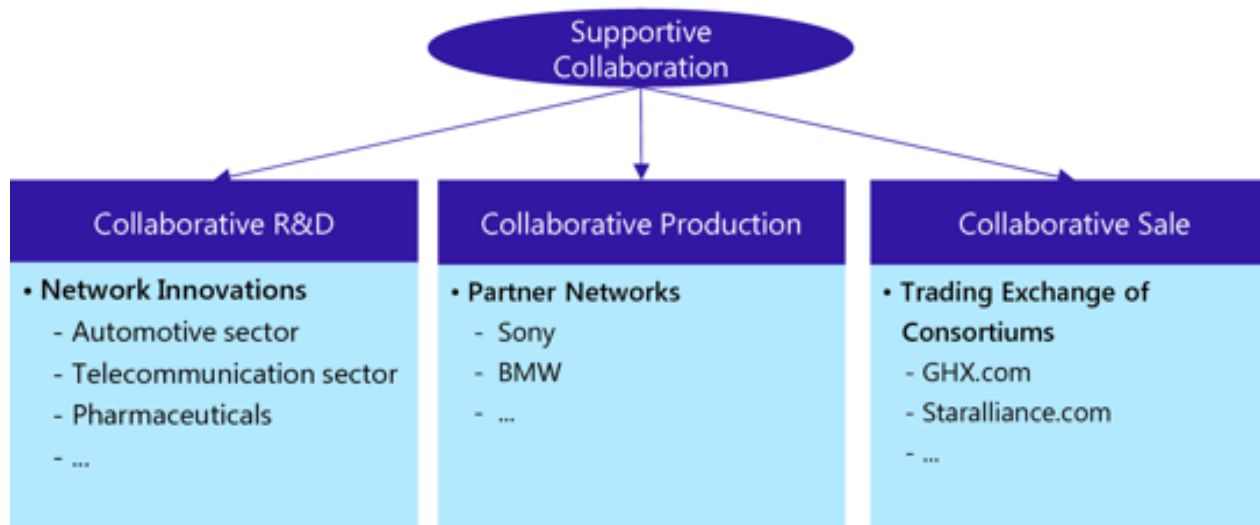 Supportive
Collaboration
Collaborative R&D
• Network Innovations
- Automotive sector
- Telecommunication sector
- Pharmaceuticals
- ...
Collaborative Production
• Partner Networks
- Sony
- BMW
- ...
Collaborative Sale
• Trading Exchange of
Consortiums
- GHX.com
- Staralliance.com
- ...